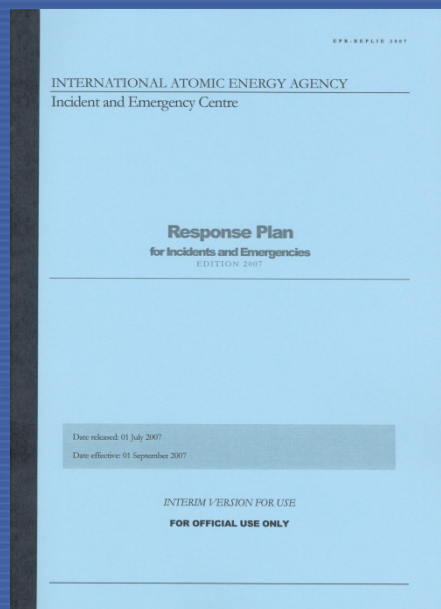 EPR-REPLIE 2007
INTERNATIONAL ATOMIC ENERGY AGENCY
Incident and Emergency Centre
Response Plan
for Incidents and Emergencies
EDITION 2007
Date released: 01 July 2007
Date effective: 01 September 2007
INTERIM VERSION FOR USE
FOR OFFICIAL USE ONLY